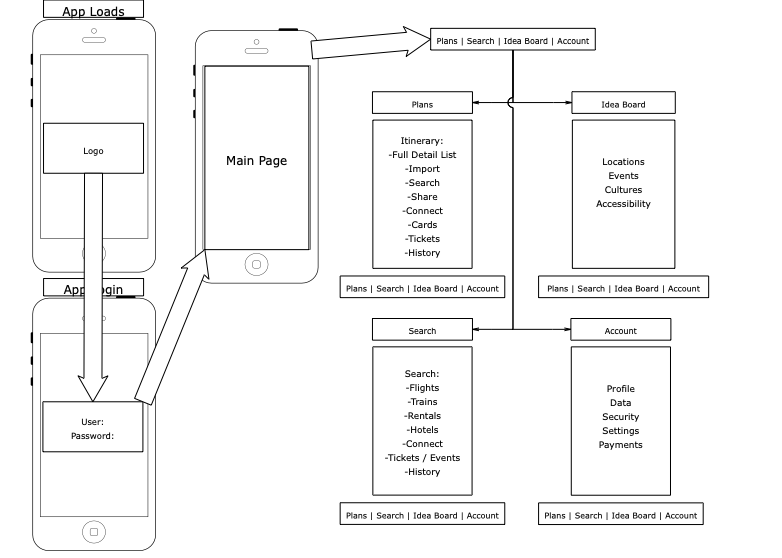 App Loads
Logo
App Login
User:
Password:
Main Page
Plans | Search | Idea Board | Account
Plans
Itinerary:
-Full Detail List
-Import
-Search
-Share
-Connect
-Cards
-Tickets
-History
Plans | Search | Idea Board | Account
Idea Board
Locations
Events
Cultures
Accessibility
Plans | Search | Idea Board | Account
Search
Search:
-Flights
-Trains
-Rentals
-Hotels
-Connect
-Tickets / Events
-History
Plans | Search | Idea Board | Account
Account
Profile
Data
Security
Settings
Payments
Plans | Search | Idea Board | Account